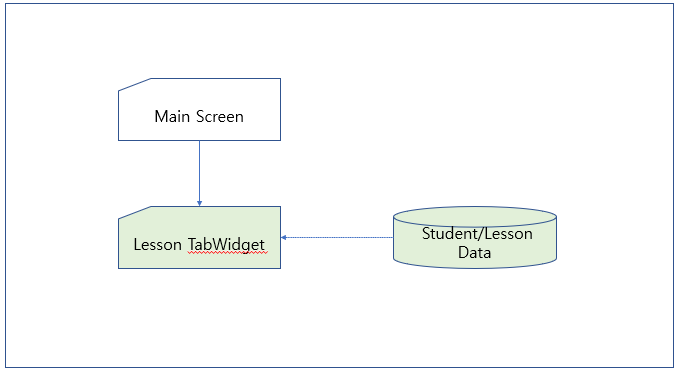 Main Screen
Lesson TabWidget
Student/Lesson
Data